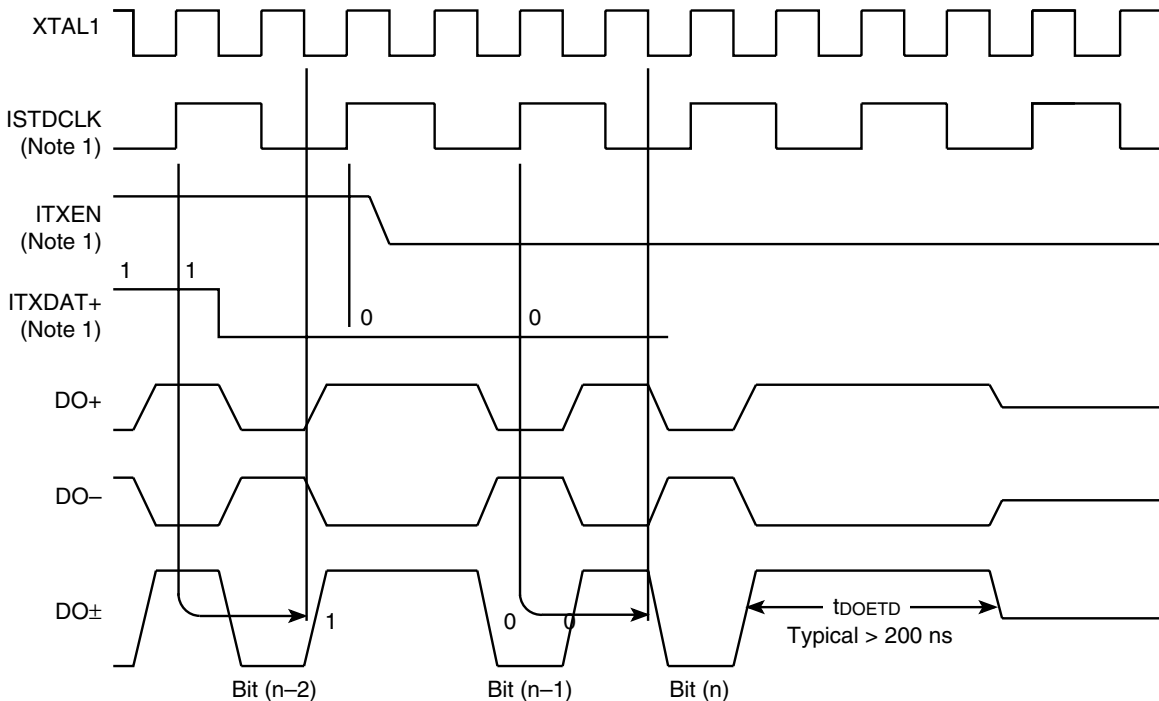 XTAL1
ISTDCLK
(Note 1)
ITXEN
(Note 1)
1 1
ITXDAT+
(Note 1)
0 0
DO+
DO–
DO±
1 0 0
tDOETD
Typical > 200 ns
Bit (n–2) Bit (n–1) Bit (n)